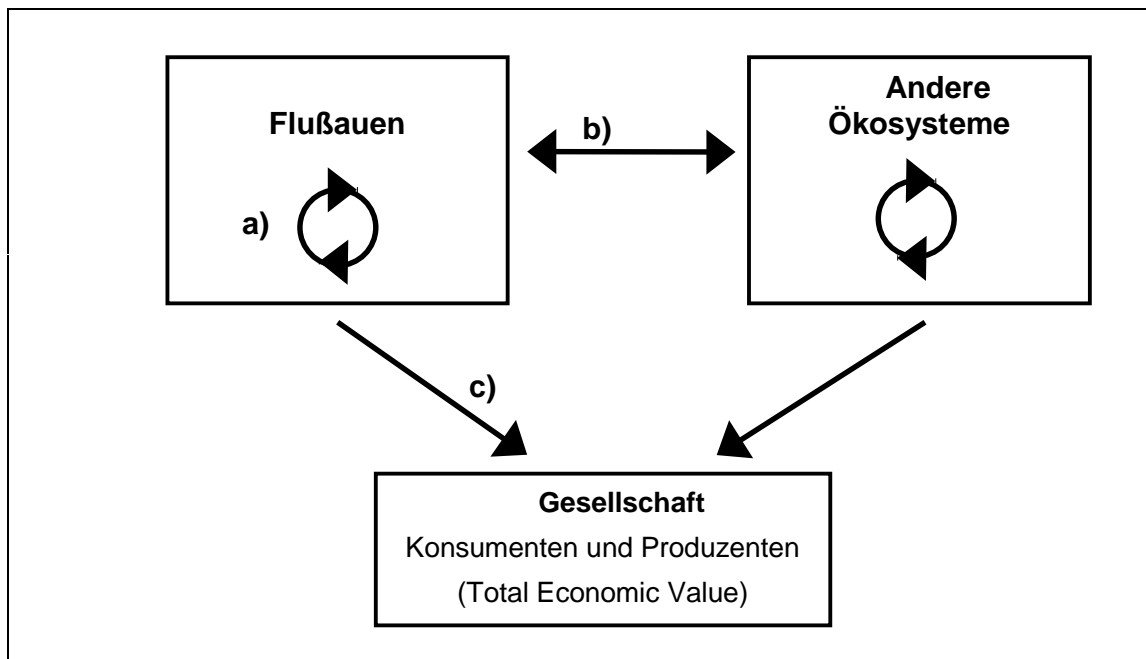 Flußauen
Andere
Ökosysteme
b)
a)
c)
Gesellschaft
Konsumenten und Produzenten
(Total Economic Value)